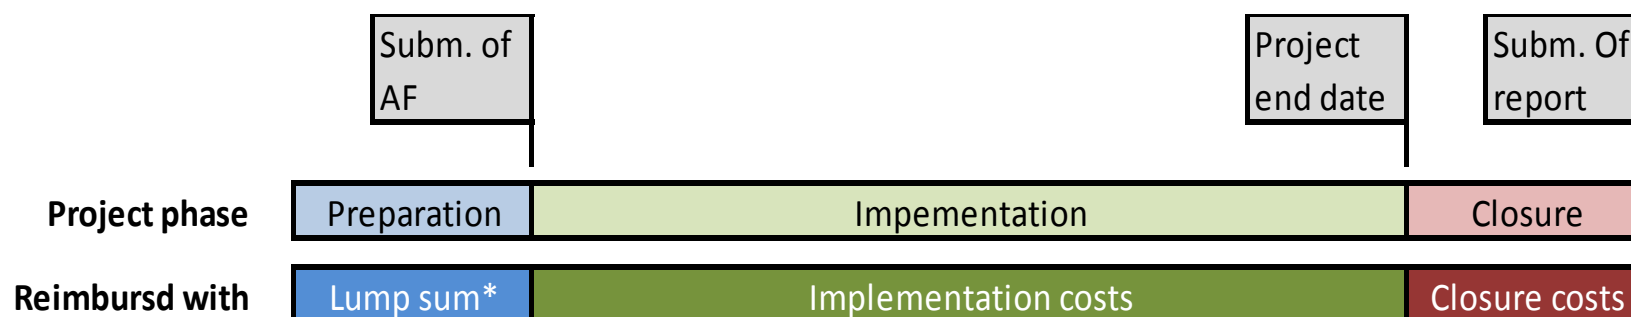 Subm. of
AF
Project
end date
Subm. Of
report
Project phase
Preparation
Impementation
Closure
Reimbursd with
Lump sum*
Implementation costs
Closure costs